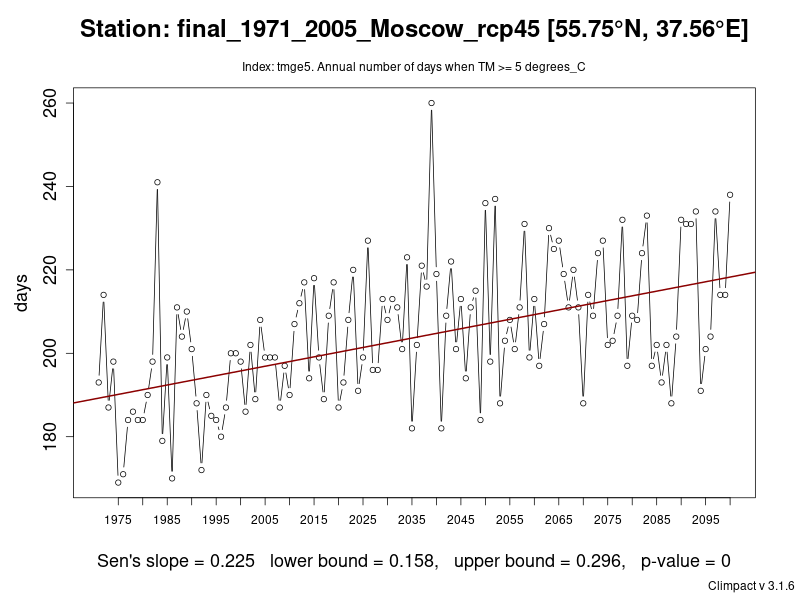 Station: final_1971_2005_Moscow_rcp45 [55.75°N, 37.56°E]
Index: tmge5. Annual number of days when TM >= 5 degrees_C
days
260
240
220
200
180
1975 1985 1995 2005 2015 2025 2035 2045 2055 2065 2075 2085 2095
Sen's slope = 0.225 lower bound = 0.158, upper bound = 0.296, p-value = 0
Climpact v 3.1.6